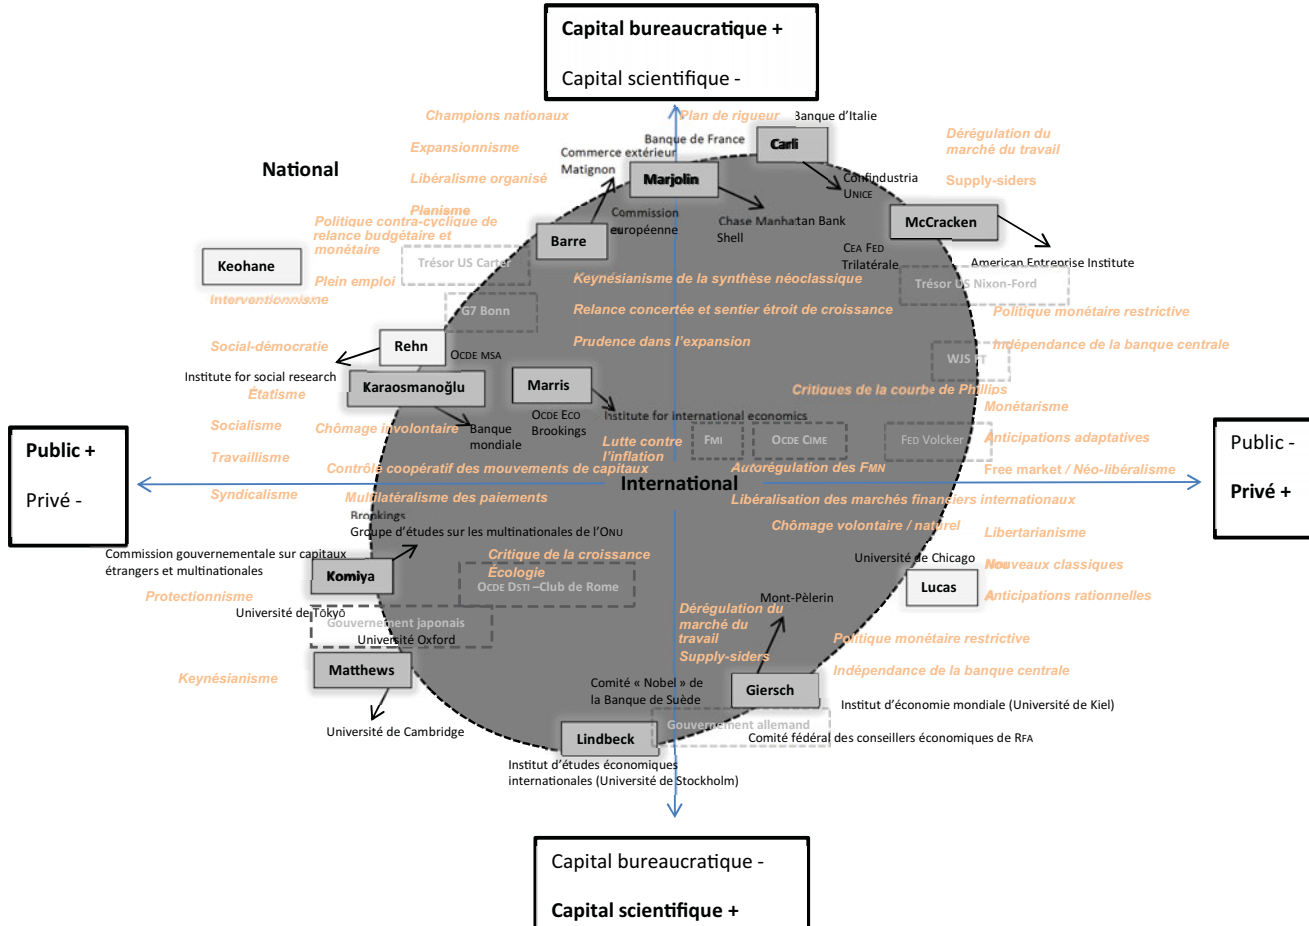 Capital bureaucratique +
Capital scientifique -
Champions nationaux
Plan de rigueur
Banque d'Italie
Dérégulation du
marché du travail
Supply-siders
National
Expansionnisme
Libéralisme organisé
Planisme
Banque de France
Carli
Commerce extérieur
Matignon
Marjolin
Confindustria
UNICE
McCracken
Politique contra-cyclique de
relance budgétaire et
monétaire
Plein emploi
Barre
Commission
européenne
Chase Manhattan Bank
Shell
CEA FED
Trilatérale
American Entreprise Institute
Keohane
Trésor US Carter
Trésor US Nixon-Ford
Interventionnisme
G7 Bonn
Keynésianisme de la synthèse néoclassique
Relance concertée et sentier étroit de croissance
Prudence dans l'expansion
Politique monétaire restrictive
Indépendance de la banque centrale
Social-démocratie
Rehn
OCDE MSA
WJS FT
Institute for social research
Karaosmanoğlu
Marris
Critiques de la courbe de Phillips
Étatisme
Socialisme
Travaillisme
Syndicalisme
Chômage involontaire
Banque
mondiale
OCDE ECO
Brookings
Institute for international economics
Lutte contre
l'inflation
FMI
OCDE CIME
FED Volcker
Monétarisme
Anticipations adaptatives
Free market / Néo-libéralisme
Public +
Privé -
Public -
Privé +
Contrôle coopératif des mouvements de capitaux
Autorégulation des FMN
International
Multilatéralisme des paiements
Libéralisation des marchés financiers internationaux
Brookings
Groupe d'études sur les multinationales de l'ONU
Chômage volontaire / naturel
Libertarianisme
Commission gouvernementale sur capitaux
étrangers et multinationales
Komiya
Critique de la croissance
Écologie
OCDE DSTI –Club de Rome
Université de Chicago
Lucas
Nouveaux classiques
Anticipations rationnelles
Protectionnisme
Université de Tôkyô
Gouvernement japonais
Université Oxford
Mont-Pèlerin
Dérégulation du
marché du
travail
Supply-siders
Politique monétaire restrictive
Indépendance de la banque centrale
Keynésianisme
Matthews
Université de Cambridge
Comité « Nobel » de
la Banque de Suède
Giersch
Institut d'économie mondiale (Université de Kiel)
Lindbeck
Gouvernement allemand
Comité fédéral des conseillers économiques de RFA
Institut d'études économiques
internationales (Université de Stockholm)
Capital bureaucratique -
Capital scientifique +